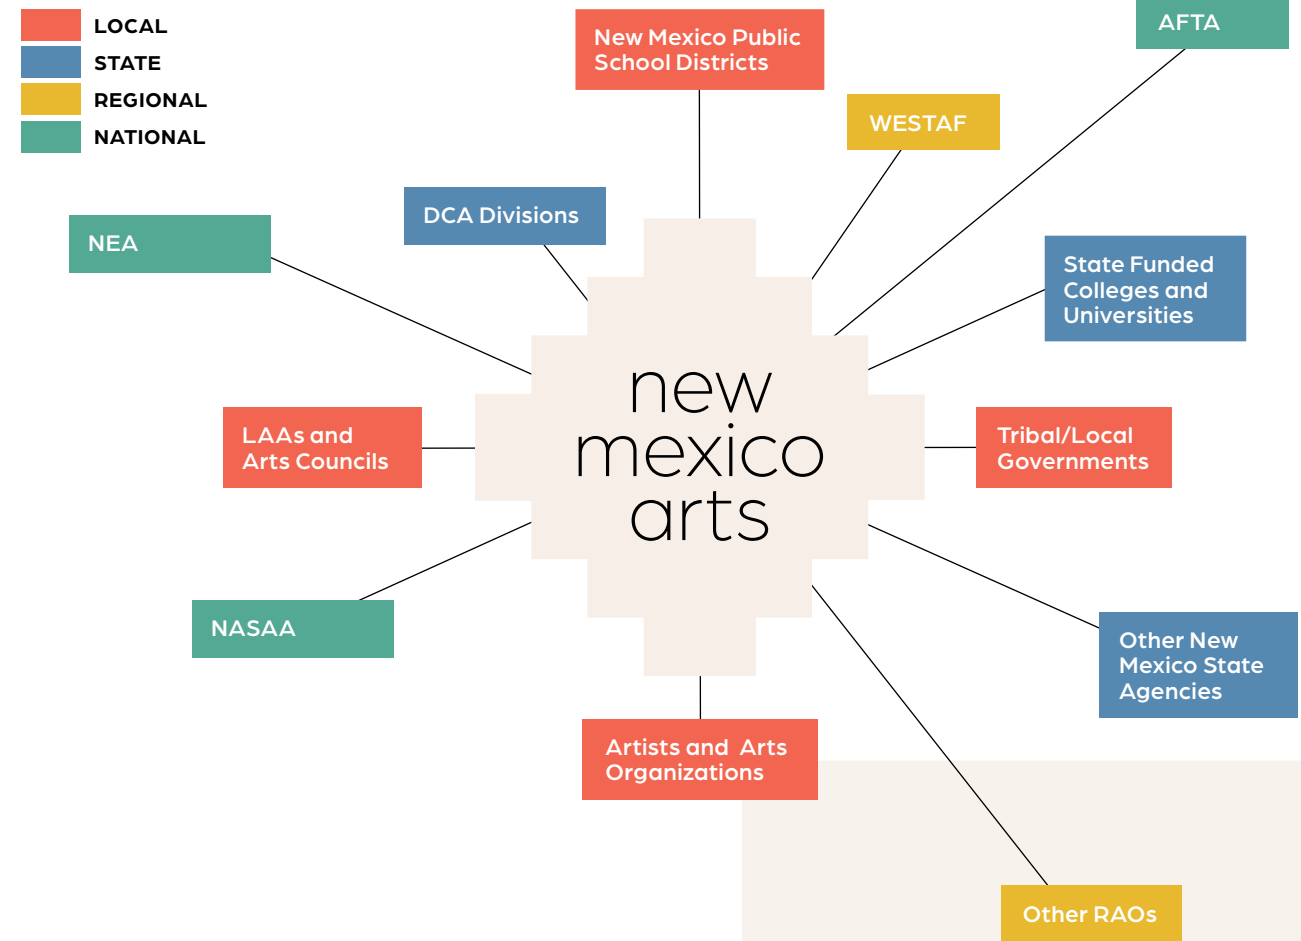 LOCAL
STATE
REGIONAL
NATIONAL
New Mexico Public
School Districts
AFTA
WESTAF
DCA Divisions
NEA
State Funded
Colleges and
Universities
new
mexico
arts
LAAs and
Arts Councils
Tribal/Local
Governments
NASAA
Other New
Mexico State
Agencies
Artists and Arts
Organizations
Other RAOs